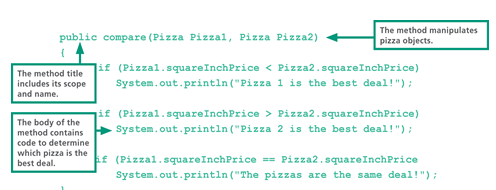 public compare(Pizza Pizza1, Pizza Pizza2)
The method manipulates
pizza objects.
{
if (Pizza1.squareInchPrice < Pizza2.squareInchPrice)
The method title
includes its scope
and name.
System.out.println("Pizza 1 is the best deal!");
if (Pizza1.squareInchPrice > Pizza2.squareInchPrice)
The body of the
method contains
code to determine
which pizza is the
best deal.
System.out.println("Pizza 2 is the best deal!");
if (Pizza1.squareInchPrice == Pizza2.squareInchPrice
System.out.println("The pizzas are the same deal!");
}